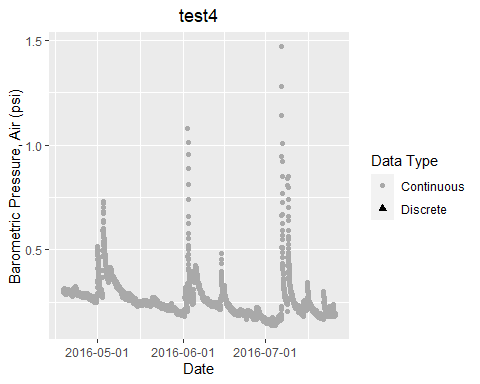 test4
1.5
1.0
0.5
Barometric Pressure, Air (psi)
2016-05-01 2016-06-01 2016-07-01
Date
Data Type
Continuous
Discrete